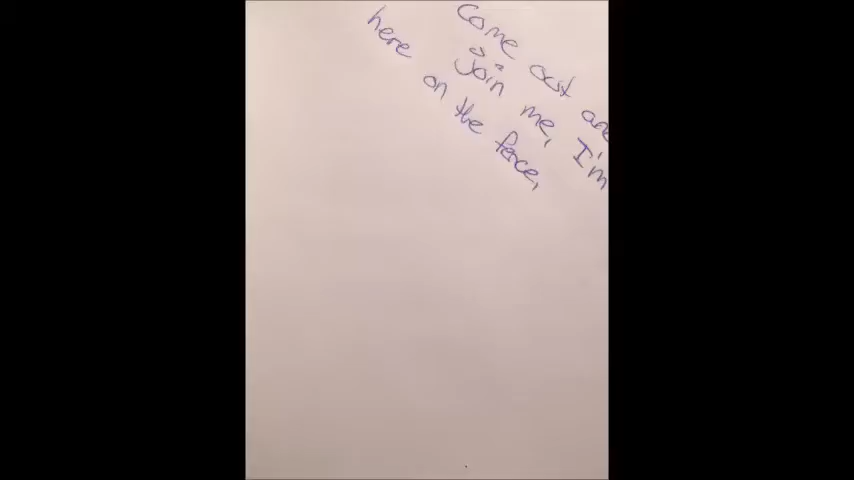 Come out and
join me, I'm
here on the fence,